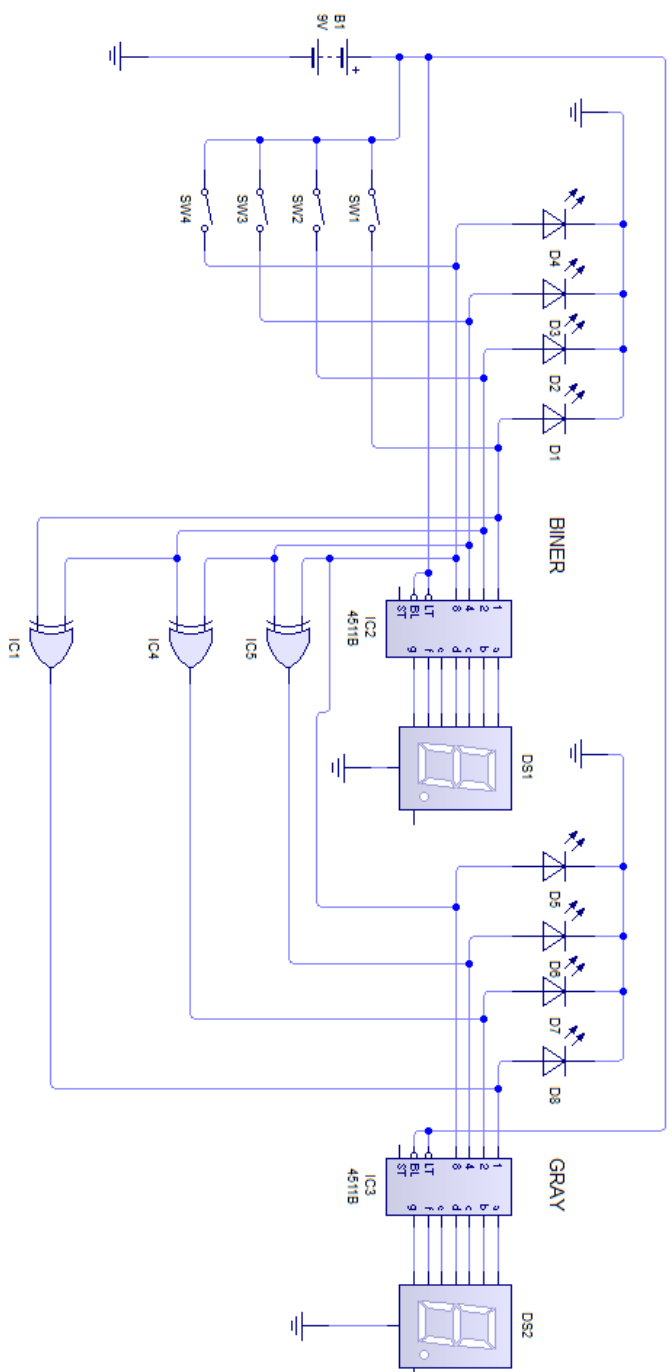 BINER
GRAY
D4
D3
D2
D1
D5
D6
D7
D8
DS1
DS2
1 a
2 b
4 c
8 d
e
LT f
BL g
ST
IC2
4511B
1 a
2 b
4 c
8 d
e
LT f
BL g
ST
IC3
4511B
B1
9V
+
SW1
SW2
SW3
SW4
IC5
IC4
IC1